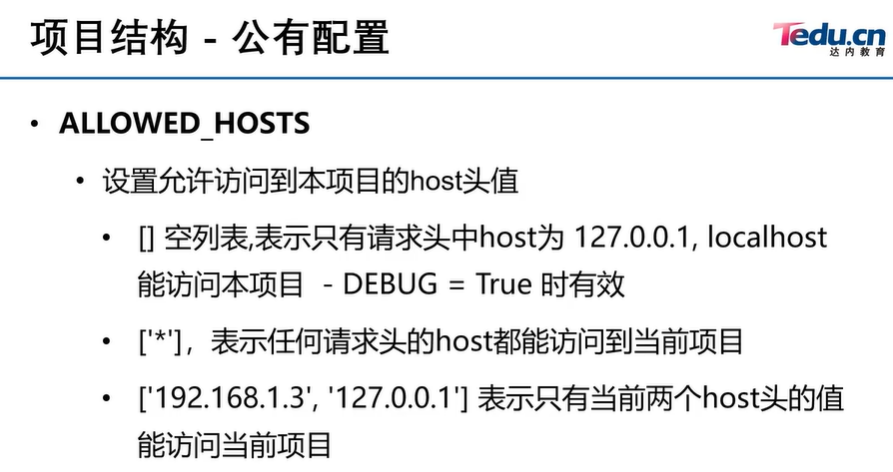 项目结构 - 公有配置
Tedu.cn
达内教育
• ALLOWED_HOSTS
• 设置允许访问到本项目的host头值
• [] 空列表,表示只有请求头中host为 127.0.0.1, localhost
能访问本项目 - DEBUG = True 时有效
• ['*']，表示任何请求头的host都能访问到当前项目
• ['192.168.1.3', '127.0.0.1'] 表示只有当前两个host头的值
能访问当前项目